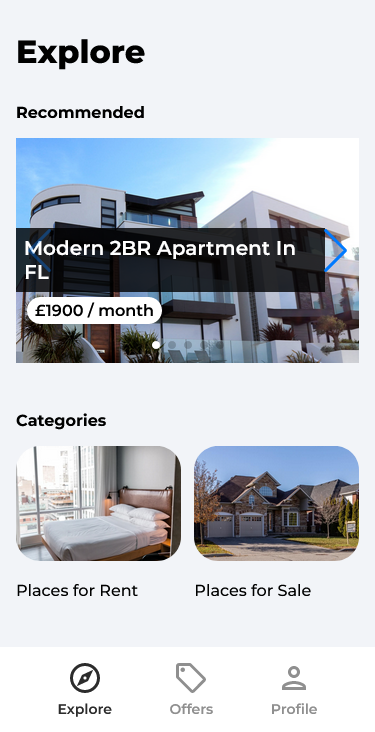 Explore
Recommended
Modern 2BR Apartment In
FL
£1900 / month
Categories
Places for Rent
Places for Sale
Explore
Offers
Profile